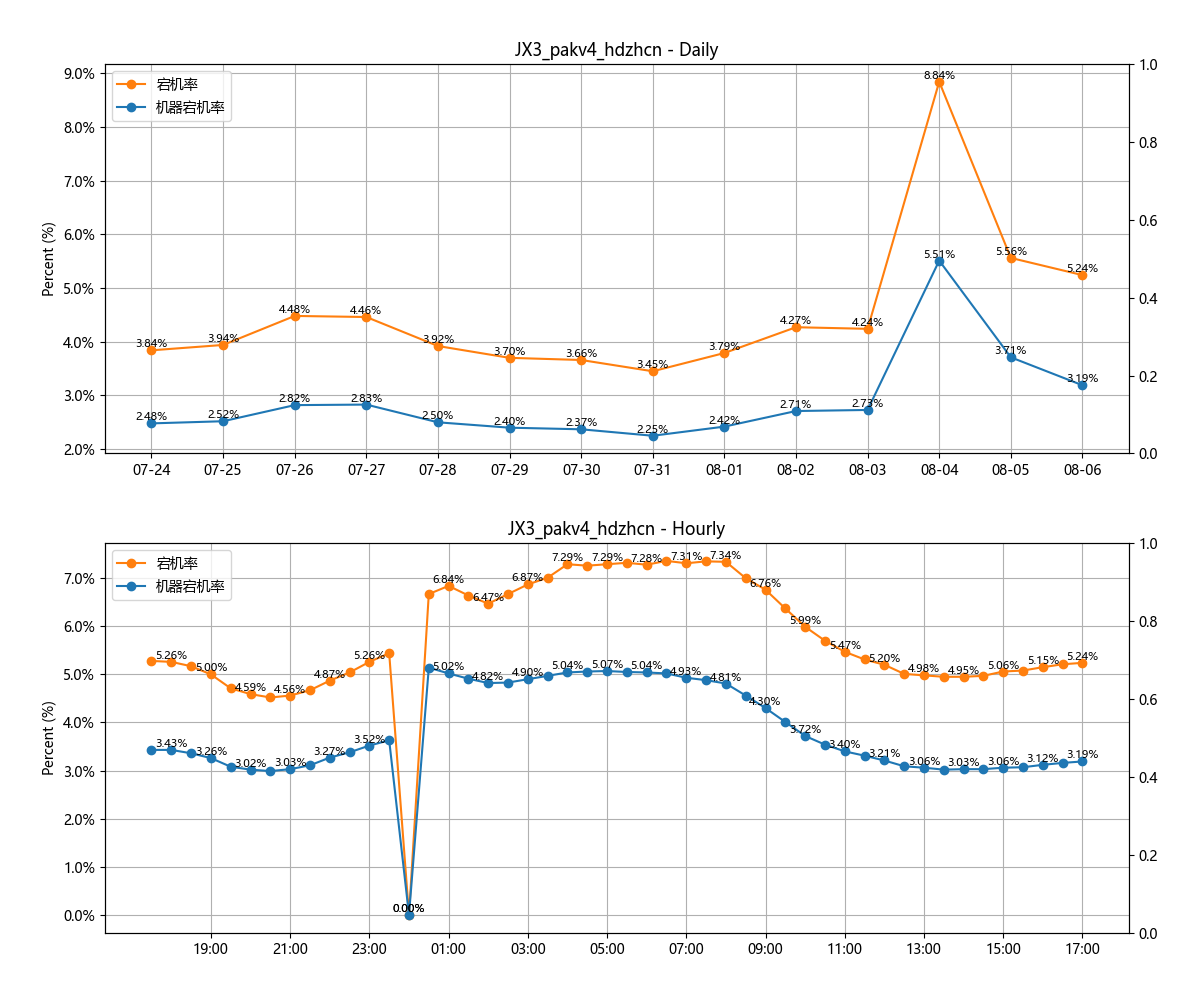 JX3_pakv4_hdzhcn - Daily
宕机率
机器宕机率
Percent (%)
9.0%
8.0%
7.0%
6.0%
5.0%
4.0%
3.0%
2.0%
1.0
0.8
0.6
0.4
0.2
0.0
3.84% 3.94% 4.48% 4.46% 3.92% 3.70% 3.66% 3.45% 3.79% 4.27% 4.24% 8.84% 5.56% 5.24%
2.48% 2.52% 2.82% 2.83% 2.50% 2.40% 2.37% 2.25% 2.42% 2.71% 2.73% 5.51% 3.71% 3.19%
07-24 07-25 07-26 07-27 07-28 07-29 07-30 07-31 08-01 08-02 08-03 08-04 08-05 08-06
JX3_pakv4_hdzhcn - Hourly
宕机率
机器宕机率
Percent (%)
7.0%
6.0%
5.0%
4.0%
3.0%
2.0%
1.0%
0.0%
1.0
0.8
0.6
0.4
0.2
0.0
5.26% 5.00% 4.59% 4.56% 4.87% 5.26% 0.00% 6.84% 6.47% 6.87% 7.29% 7.29% 7.28% 7.31% 7.34% 6.76% 5.99% 5.47% 5.20% 4.98% 4.95% 5.06% 5.15% 5.24%
3.43% 3.26% 3.02% 3.03% 3.27% 3.52% 0.00% 5.02% 4.82% 4.90% 5.04% 5.07% 5.04% 4.93% 4.81% 4.30% 3.72% 3.40% 3.21% 3.06% 3.03% 3.06% 3.12% 3.19%
19:00 21:00 23:00 01:00 03:00 05:00 07:00 09:00 11:00 13:00 15:00 17:00